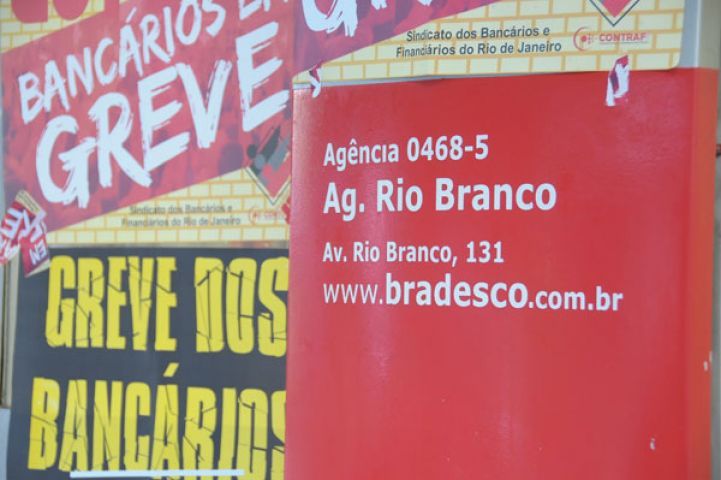 BANCÁRIOS EM
GREVE
Sindicato dos Bancários e
Financiários do Rio de Janeiro
CONTRAF
Sindicato dos Bancários e
Financiários do Rio de Janeiro
EN
GREVE DOS
BANCÁRIOS
Agência 0468-5
Ag. Rio Branco
Av. Rio Branco, 131
www.bradesco.com.br